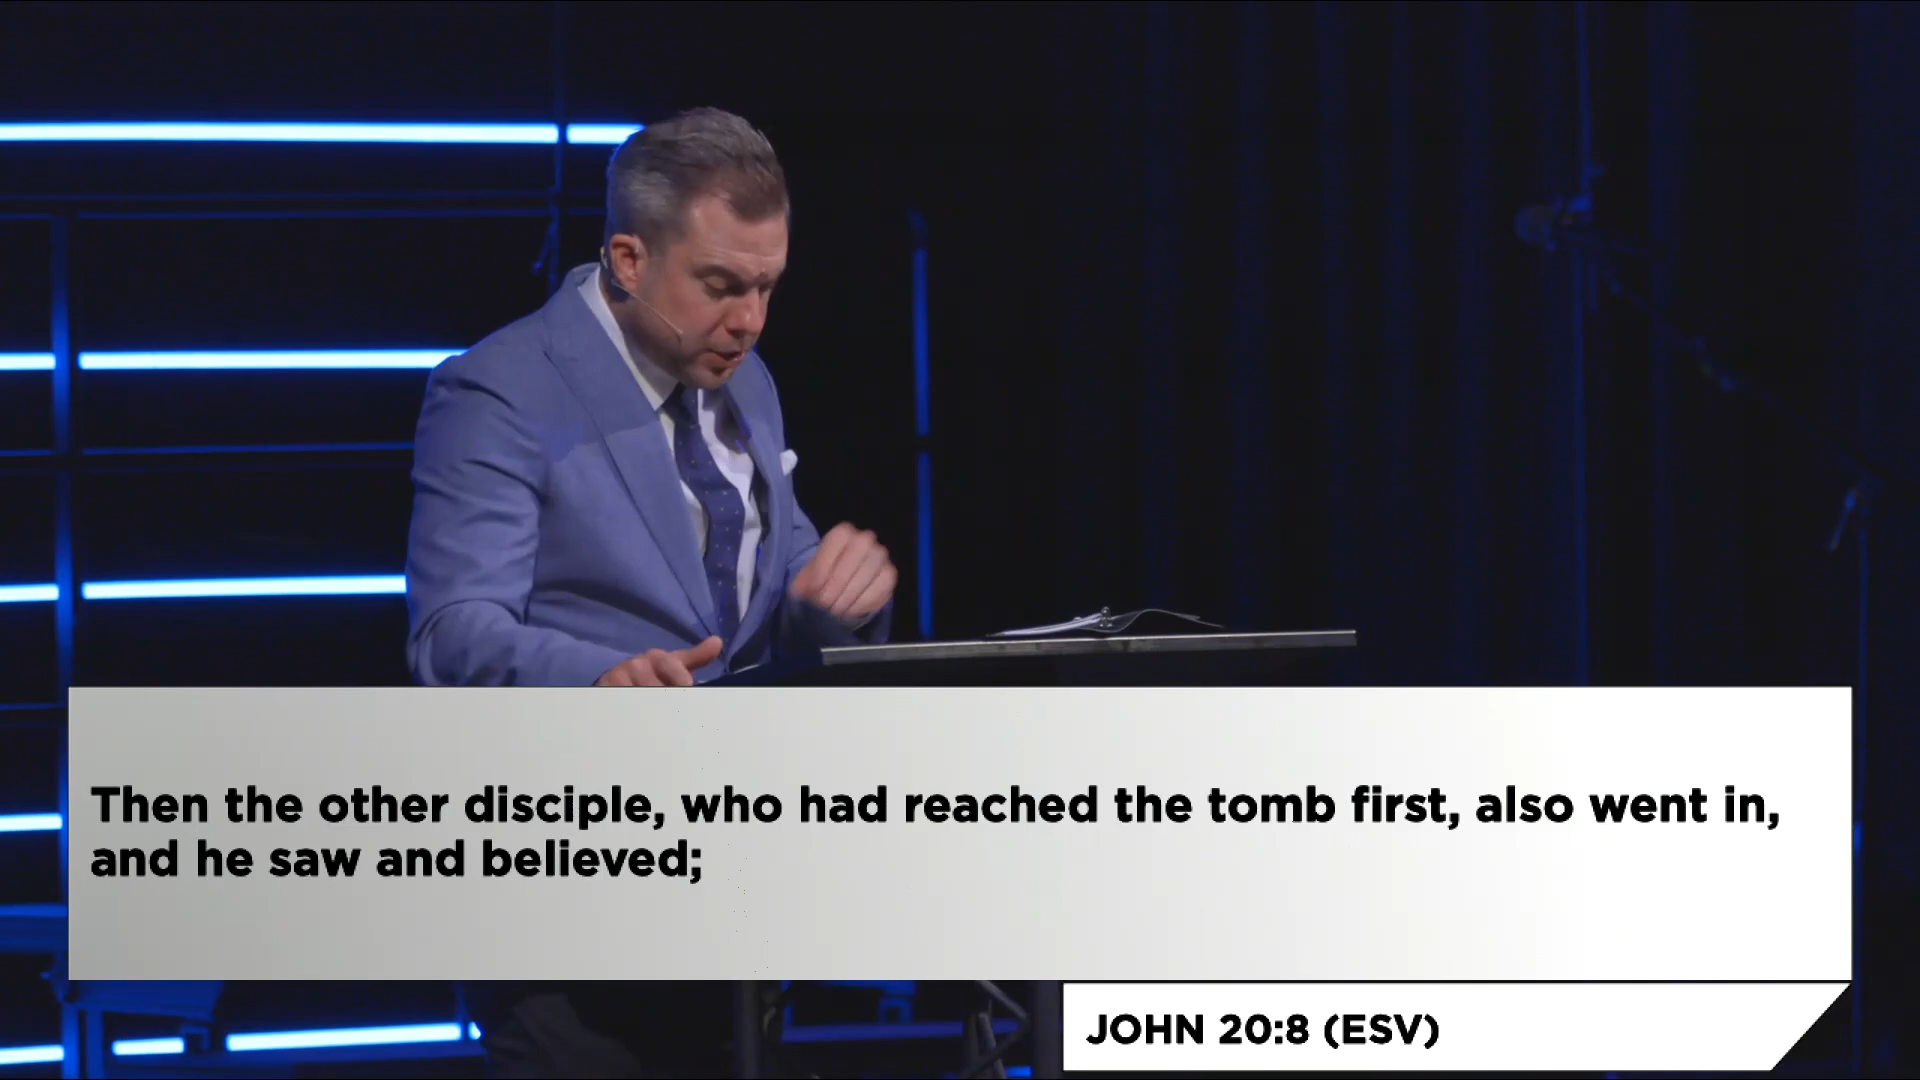 Then the other disciple, who had reached the tomb first, also went in,
and he saw and believed;
JOHN 20:8 (ESV)